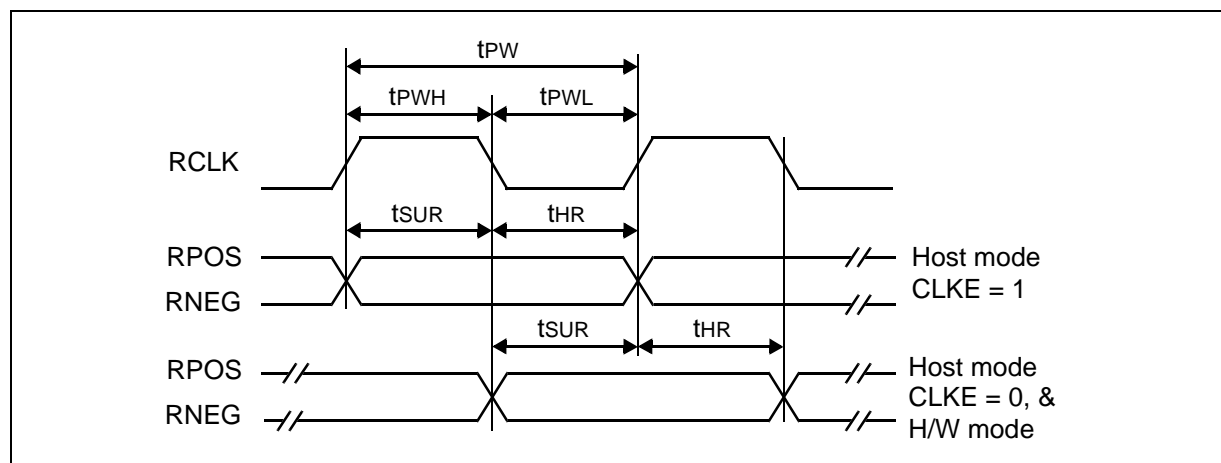 tPW
tPWH
tPWL
RCLK
tSUR
tHR
RPOS
RNEG
Host mode
CLKE = 1
tSUR
tHR
RPOS
RNEG
Host mode
CLKE = 0, &
H/W mode